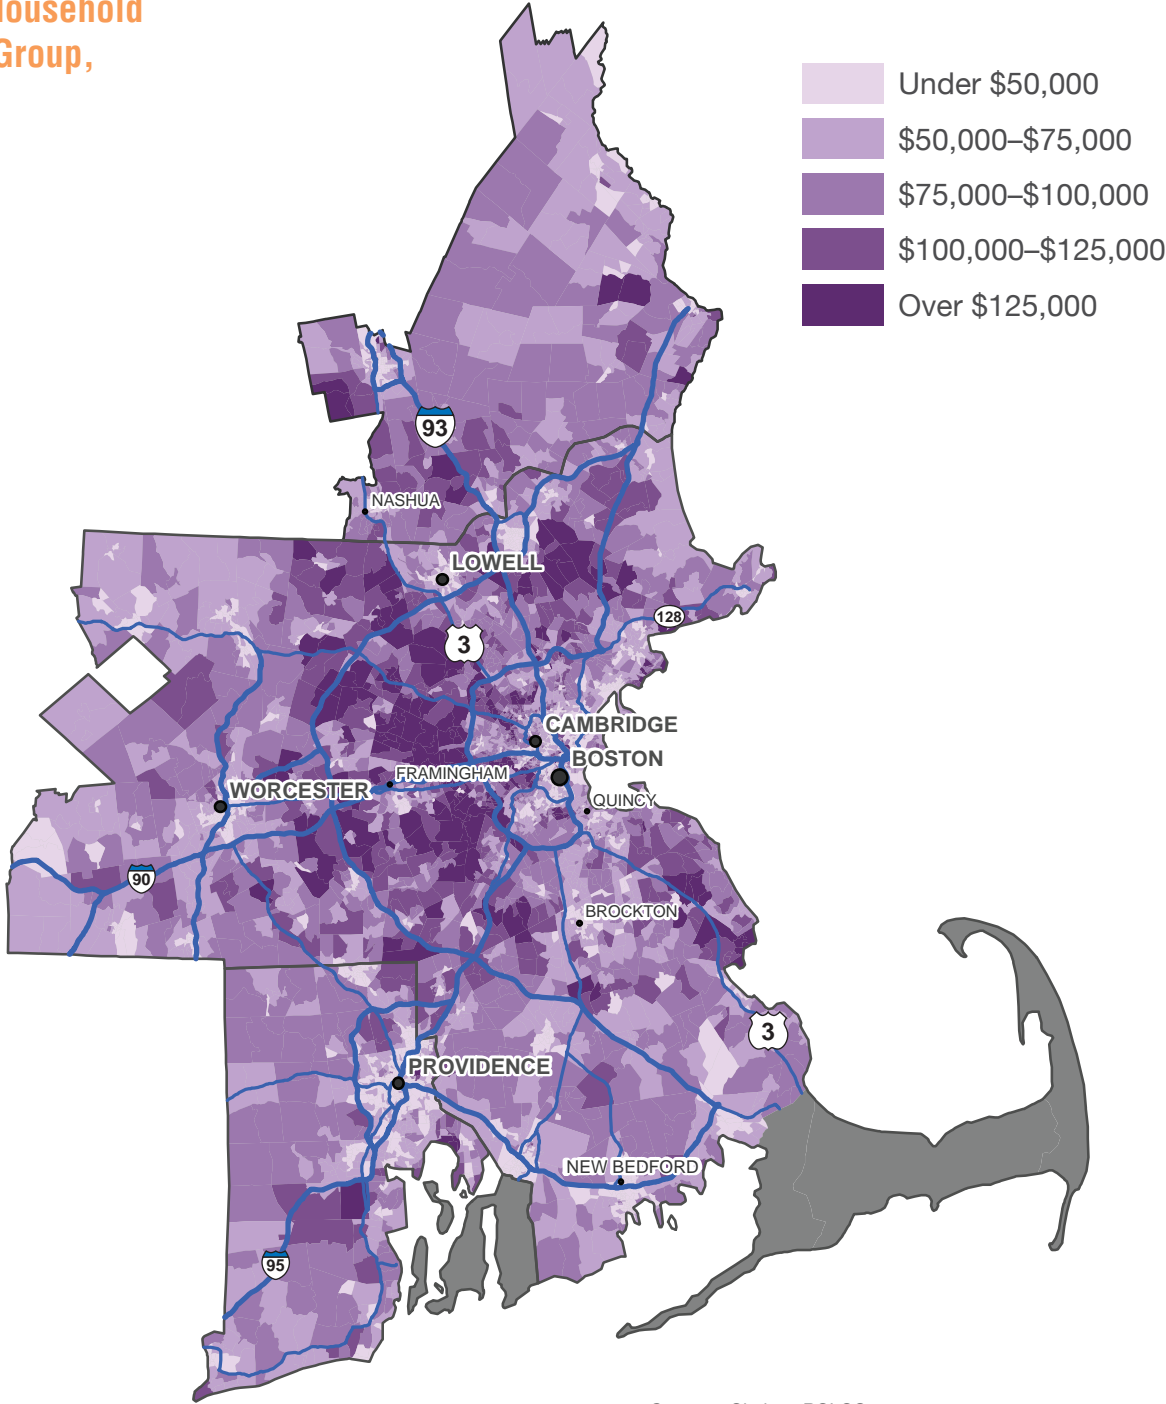 Household
Group,
Under $50,000
$50,000–$75,000
$75,000–$100,000
$100,000–$125,000
Over $125,000
93
NASHUA
LOWELL
128
3
CAMBRIDGE
BOSTON
FRAMINGHAM
WORCESTER
QUINCY
90
BROCKTON
3
PROVIDENCE
NEW BEDFORD
95